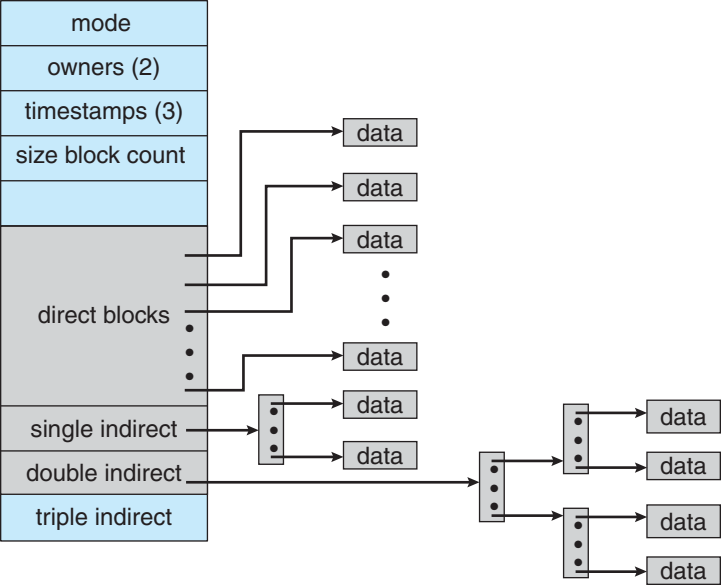 mode
owners (2)
timestamps (3)
size block count
data
data
data
direct blocks
data
data
single indirect
data
double indirect
triple indirect
data
data
data
data